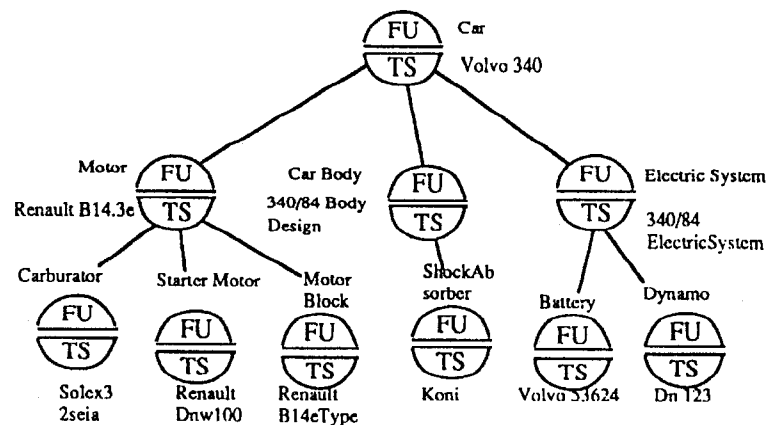 FU Car
TS Volvo 340
Motor FU
Renault B14.3e TS
Car Body FU
340/84 Body TS
Design
FU Electric System
TS 340/84
ElectricSystem
Carburator
FU
TS
Solex3
2seia
Starter Motor
FU
TS
Renault
Dnw100
Motor
Block
FU
TS
Renault
B14eType
ShockAb
sorber
FU
TS
Koni
Battery
FU
TS
Volvo 53624
Dynamo
FU
TS
Dn 123